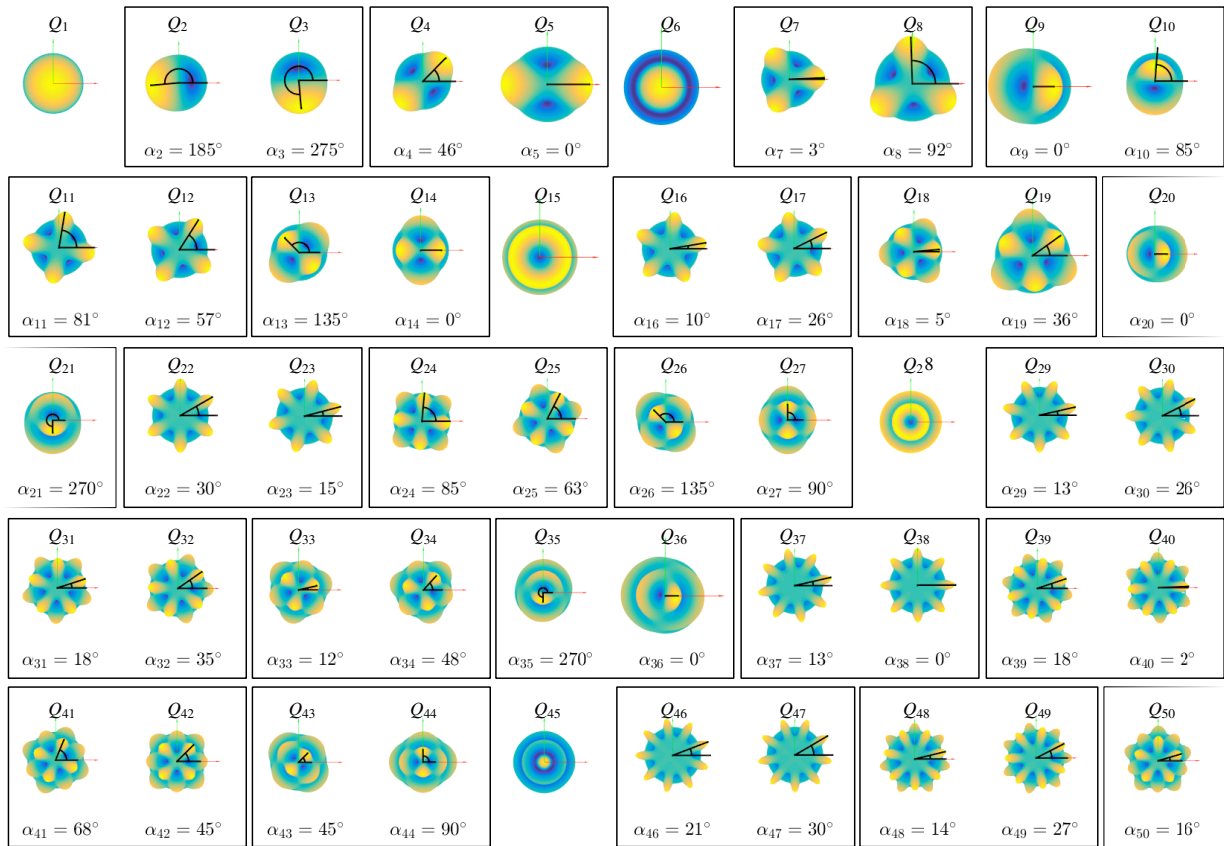 Q1 Q2 Q3 Q4 Q5 Q6 Q7 Q8 Q9 Q10
α2 = 185° α3 = 275° α4 = 46° α5 = 0° α7 = 3° α8 = 92° α9 = 0° α10 = 85°
Q11 Q12 Q13 Q14 Q15 Q16 Q17 Q18 Q19 Q20
α11 = 81° α12 = 57° α13 = 135° α14 = 0° α16 = 10° α17 = 26° α18 = 5° α19 = 36° α20 = 0°
Q21 Q22 Q23 Q24 Q25 Q26 Q27 Q28 Q29 Q30
α21 = 270° α22 = 30° α23 = 15° α24 = 85° α25 = 63° α26 = 135° α27 = 90° α29 = 13° α30 = 26°
Q31 Q32 Q33 Q34 Q35 Q36 Q37 Q38 Q39 Q40
α31 = 18° α32 = 35° α33 = 12° α34 = 48° α35 = 270° α36 = 0° α37 = 13° α38 = 0° α39 = 18° α40 = 2°
Q41 Q42 Q43 Q44 Q45 Q46 Q47 Q48 Q49 Q50
α41 = 68° α42 = 45° α43 = 45° α44 = 90° α46 = 21° α47 = 30° α48 = 14° α49 = 27° α50 = 16°